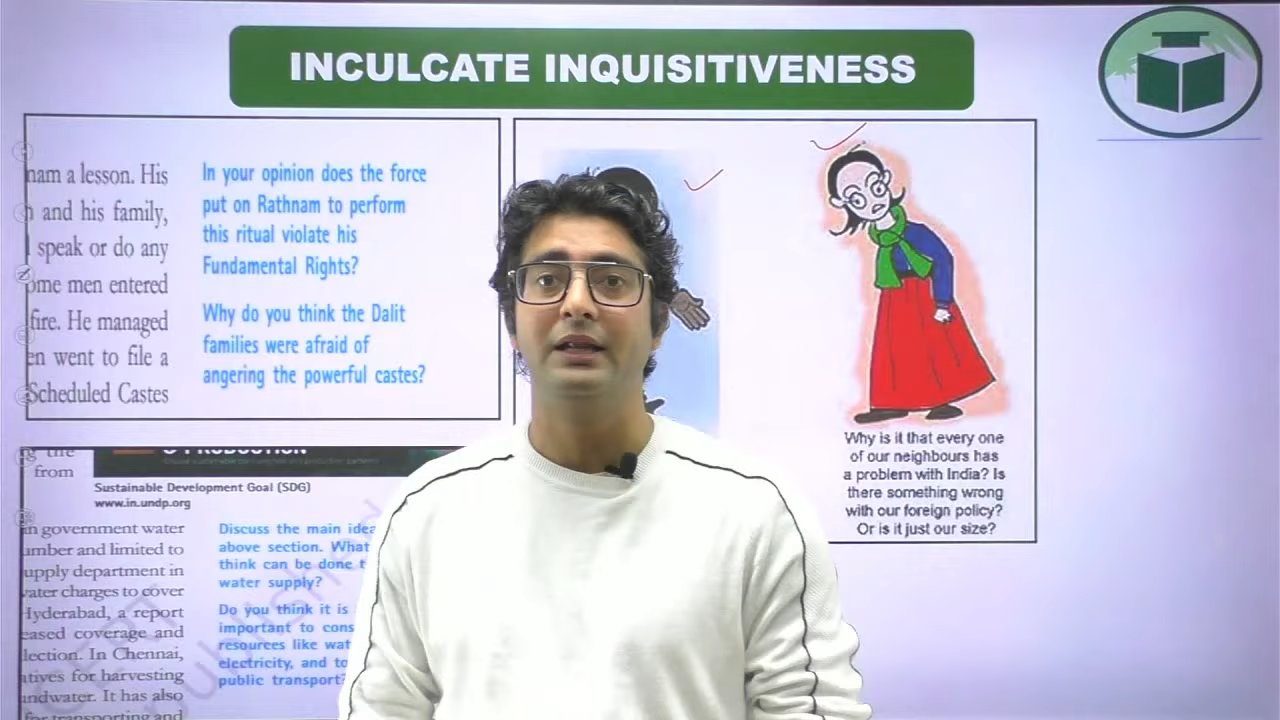 INCULCATE INQUISITIVENESS
nam a lesson. His
and his family,
speak or do any
ome men entered
fire. He managed
en went to file a
Scheduled Castes
In your opinion does the force
put on Rathnam to perform
this ritual violate his
Fundamental Rights?
Why do you think the Dalit
families were afraid of
angering the powerful castes?
Why is it that every one
of our neighbours has
a problem with India? Is
there something wrong
with our foreign policy?
Or is it just our size?
from
Sustainable Development Goal (SDG)
www.in.undp.org
in government water
umber and limited to
upply department in
ater charges to cover
Hyderabad, a report
eased coverage and
lection. In Chennai,
atives for harvesting
undwater. It has also
for transporting and
Discuss the main idea
above section. What
think can be done t
water supply?
Do you think it is
important to cons
resources like wat
electricity, and to
public transport?